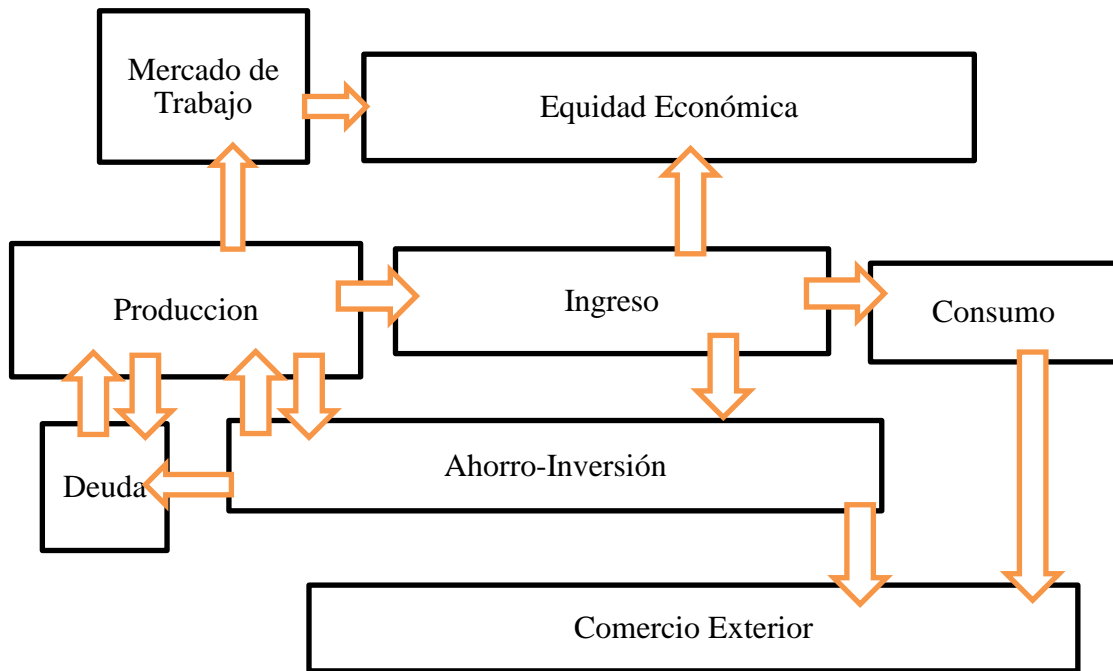 Mercado de
Trabajo
Equidad Económica
Produccion
Ingreso
Consumo
Deuda
Ahorro-Inversión
Comercio Exterior